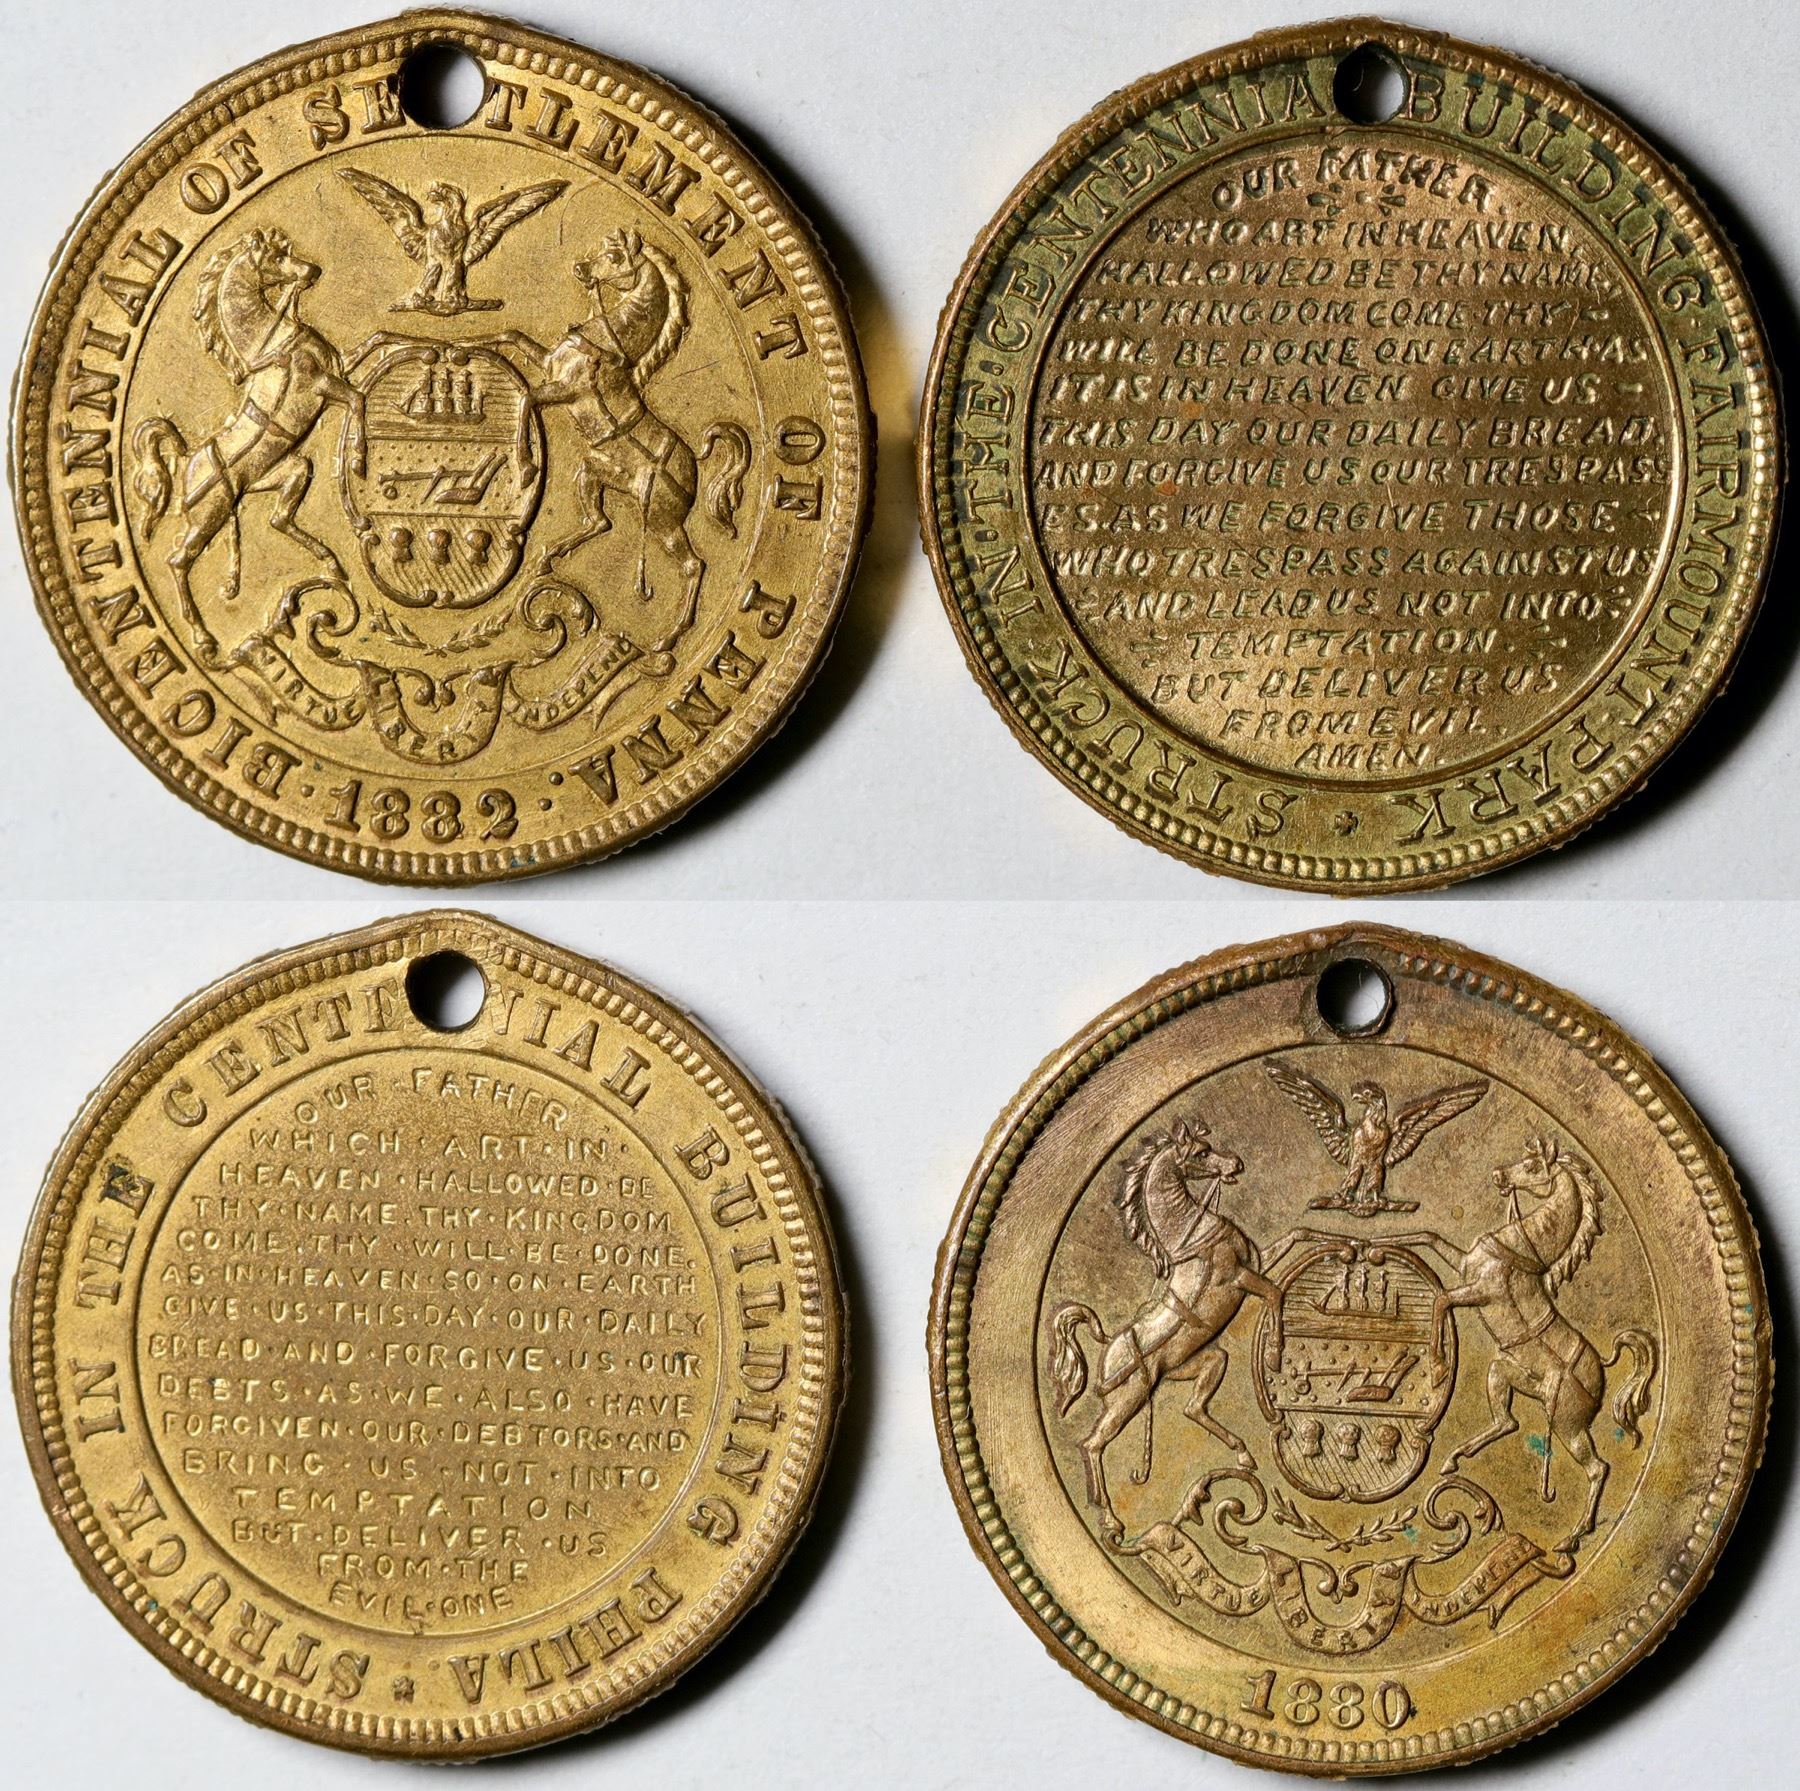 BICENTENNIAL OF SETTLEMENT OF PENNA.
1882
VIRTUE LIBERTY INDEPEND
STRUCK · IN · THE · CENTENNIA BUILDING · FAIRMOUNT · PARK
OUR FATHER.
WHO ART IN HEAVEN,
HALLOWED BE THY NAME,
THY KINGDOM COME. THY
WILL BE DONE ON EARTH AS
IT IS IN HEAVEN GIVE US
THIS DAY OUR DAILY BREAD.
AND FORGIVE US OUR TRESPASS
ES. AS WE FORGIVE THOSE
WHO TRESPASS AGAINST US
AND LEAD US NOT INTO
TEMPTATION.
BUT DELIVER US
FROM EVIL.
AMEN.
STRUCK IN THE CENTENNIAL BUILDING PHILA.
OUR · FATHER
WHICH · ART · IN ·
HEAVEN · HALLOWED · BE
THY · NAME. THY · KINGDOM
COME. THY · WILL · BE · DONE.
AS · IN · HEAVEN · SO · ON · EARTH
GIVE · US · THIS · DAY · OUR · DAILY
BREAD · AND · FORGIVE · US · OUR
DEBTS · AS · WE · ALSO · HAVE
FORGIVEN · OUR · DEBTORS · AND
BRING · US · NOT · INTO
TEMPTATION
BUT · DELIVER · US
FROM · THE
EVIL · ONE
VIRTUE LIBERTY INDEPEND
1880